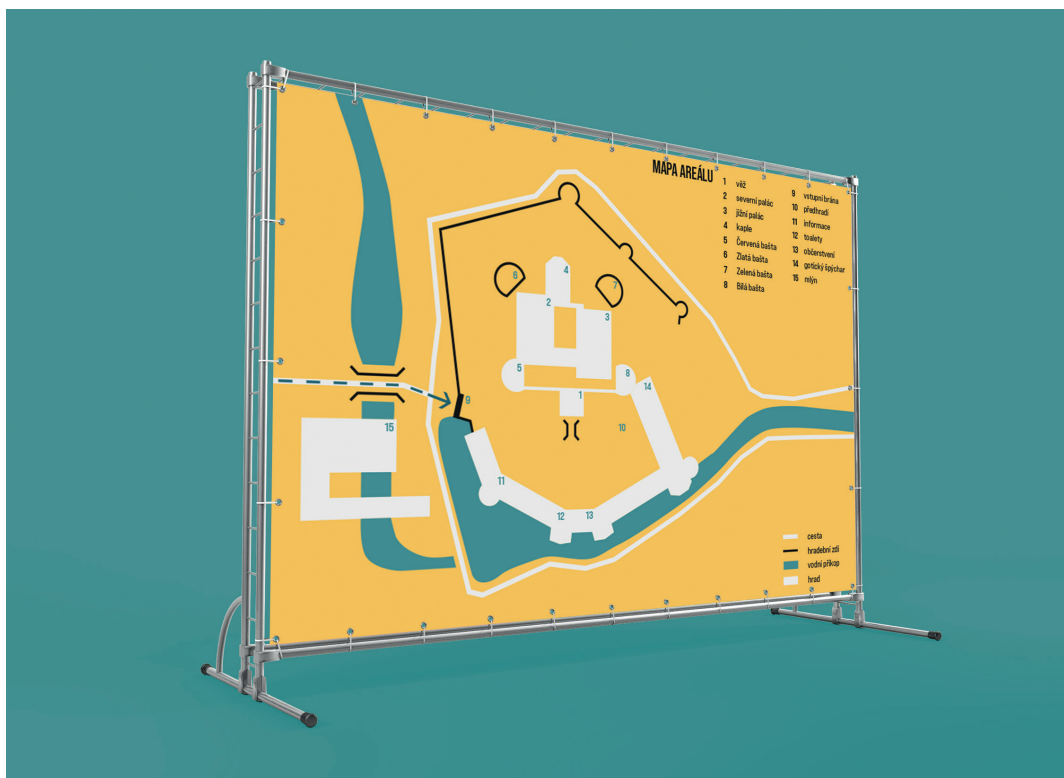 MAPA AREÁLU
1 věž
2 severní palác
3 jižní palác
4 kaple
5 Červená bašta
6 Zlatá bašta
7 Zelená bašta
8 Bílá bašta
9 vstupní brána
10 předhradí
11 informace
12 toalety
13 občerstvení
14 gotický špýchar
15 mlýn
4
6
7
2
3
5
8
14
1
9
10
15
11
12
13
cesta
hradební zdi
vodní příkop
hrad